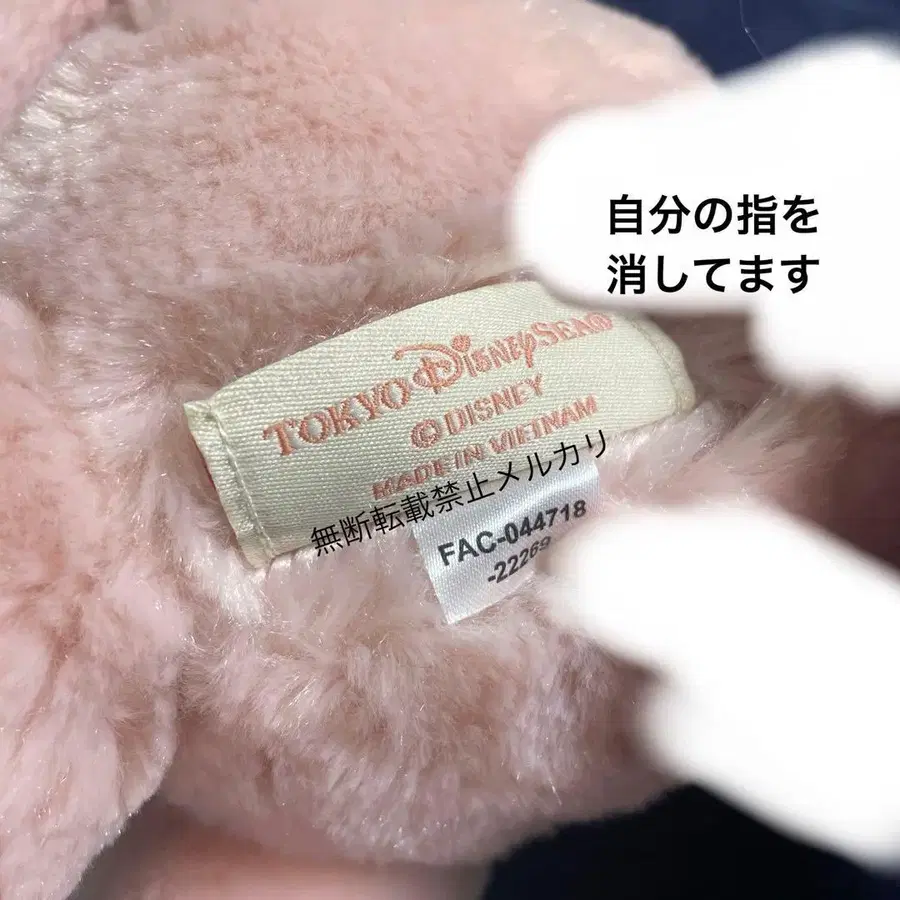 自分の指を
消してます
TOKYO DISNEYSEA®
© DISNEY
MADE IN VIETNAM
無断転載禁止メルカリ
FAC-044718
-22269